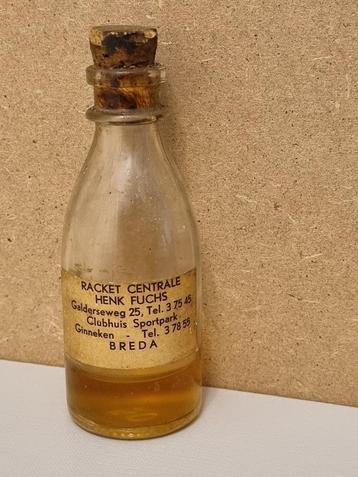 RACKET CENTRALE
HENK FUCHS
Galderseweg 25, Tel. 3 75 45
Clubhuis Sportpark
Ginneken - Tel. 3 78 55
BREDA